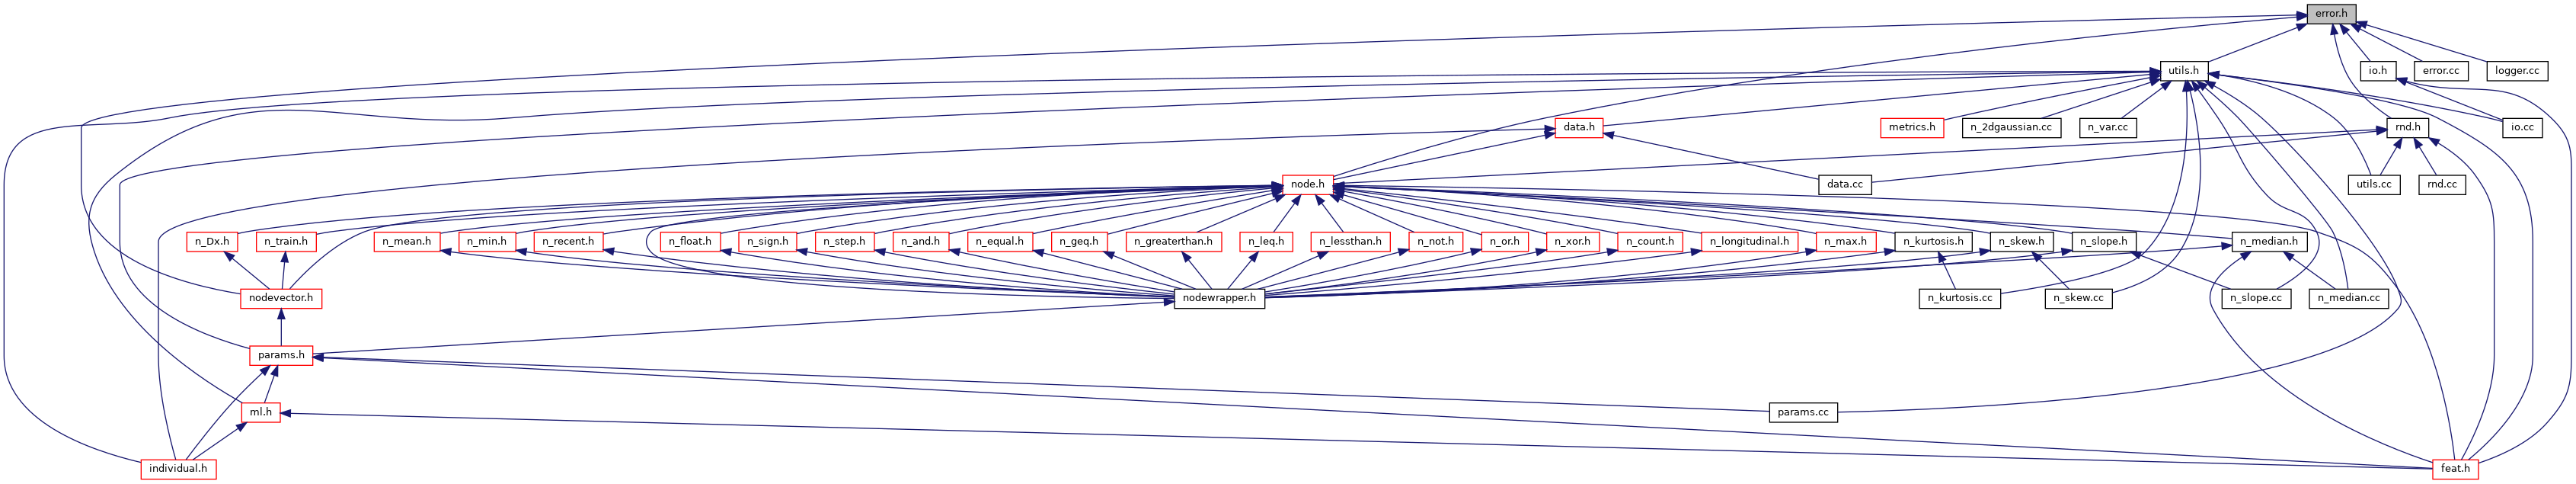 error.h
utils.h
io.h
error.cc
logger.cc
data.h
metrics.h
n_2dgaussian.cc
n_var.cc
rnd.h
io.cc
node.h
data.cc
utils.cc
rnd.cc
n_Dx.h
n_train.h
n_mean.h
n_min.h
n_recent.h
n_float.h
n_sign.h
n_step.h
n_and.h
n_equal.h
n_geq.h
n_greaterthan.h
n_leq.h
n_lessthan.h
n_not.h
n_or.h
n_xor.h
n_count.h
n_longitudinal.h
n_max.h
n_kurtosis.h
n_skew.h
n_slope.h
n_median.h
nodevector.h
nodewrapper.h
n_kurtosis.cc
n_skew.cc
n_slope.cc
n_median.cc
params.h
ml.h
params.cc
individual.h
feat.h